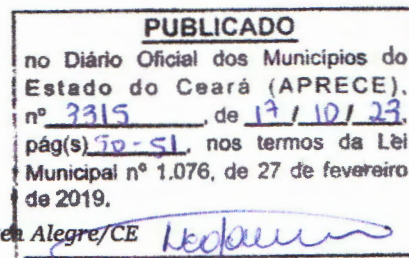 PUBLICADO
no Diário Oficial dos Municípios do
Estado do Ceará (APRECE),
nº 3315, de 17 / 10 / 23,
pág(s) 50-51, nos termos da Lei
Municipal nº 1.076, de 27 de fevereiro
de 2019.
Alegre/CE